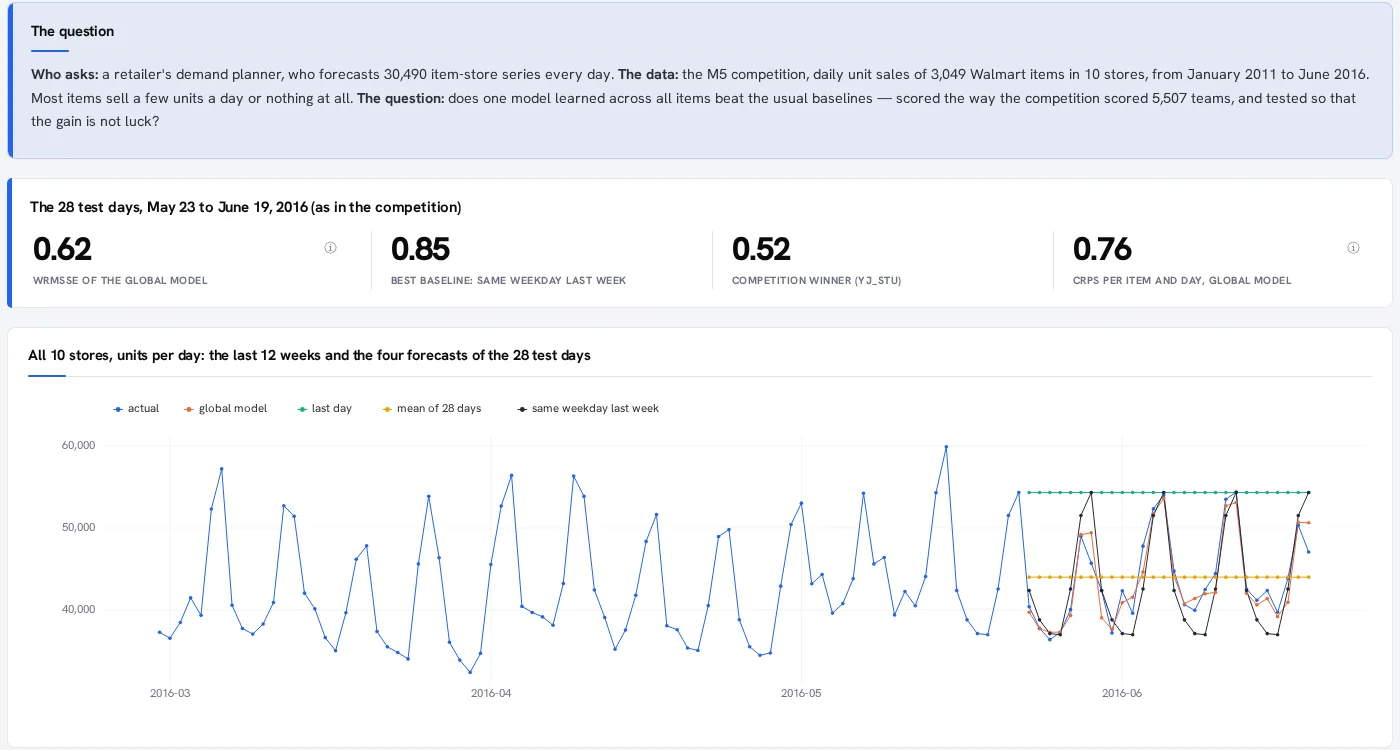 The question
Who asks: a retailer's demand planner, who forecasts 30,490 item-store series every day. The data: the M5 competition, daily unit sales of 3,049 Walmart items in 10 stores, from January 2011 to June 2016.
Most items sell a few units a day or nothing at all. The question: does one model learned across all items beat the usual baselines — scored the way the competition scored 5,507 teams, and tested so that
the gain is not luck?
The 28 test days, May 23 to June 19, 2016 (as in the competition)
0.62
WRMSSE OF THE GLOBAL MODEL
0.85
BEST BASELINE: SAME WEEKDAY LAST WEEK
0.52
COMPETITION WINNER (YJ_STU)
0.76
CRPS PER ITEM AND DAY, GLOBAL MODEL
All 10 stores, units per day: the last 12 weeks and the four forecasts of the 28 test days
actual global model last day mean of 28 days same weekday last week
60,000
50,000
40,000
2016-03 2016-04 2016-05 2016-06